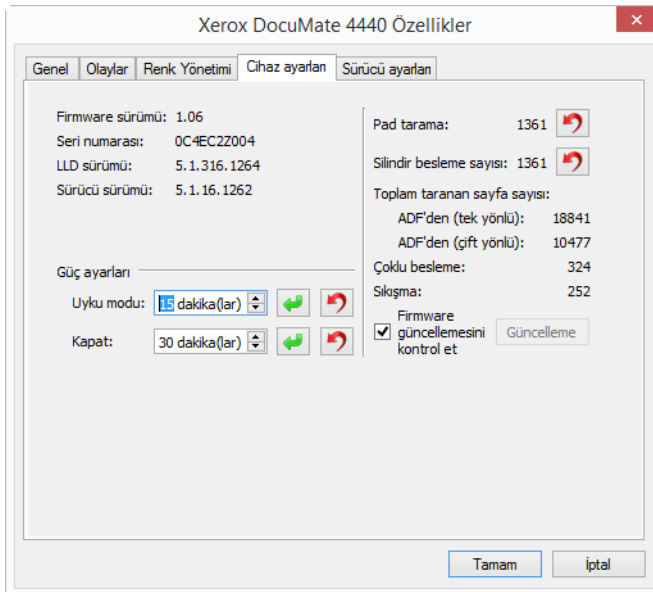 Xerox DocuMate 4440 Özellikler
Genel
Olaylar
Renk Yönetimi
Cihaz ayarları
Sürücü ayarları
Firmware sürümü: 1.06
Seri numarası: 0C4EC2Z004
LLD sürümü: 5.1.316.1264
Sürücü sürümü: 5.1.16.1262
Güç ayarları
Uyku modu: 15 dakika(lar)
Kapat: 30 dakika(lar)
Pad tarama: 1361
Silindir besleme sayısı: 1361
Toplam taranan sayfa sayısı:
ADF'den (tek yönlü): 18841
ADF'den (çift yönlü): 10477
Çoklu besleme: 324
Sıkışma: 252
Firmware
güncellemesini
kontrol et
Güncelleme
Tamam
İptal